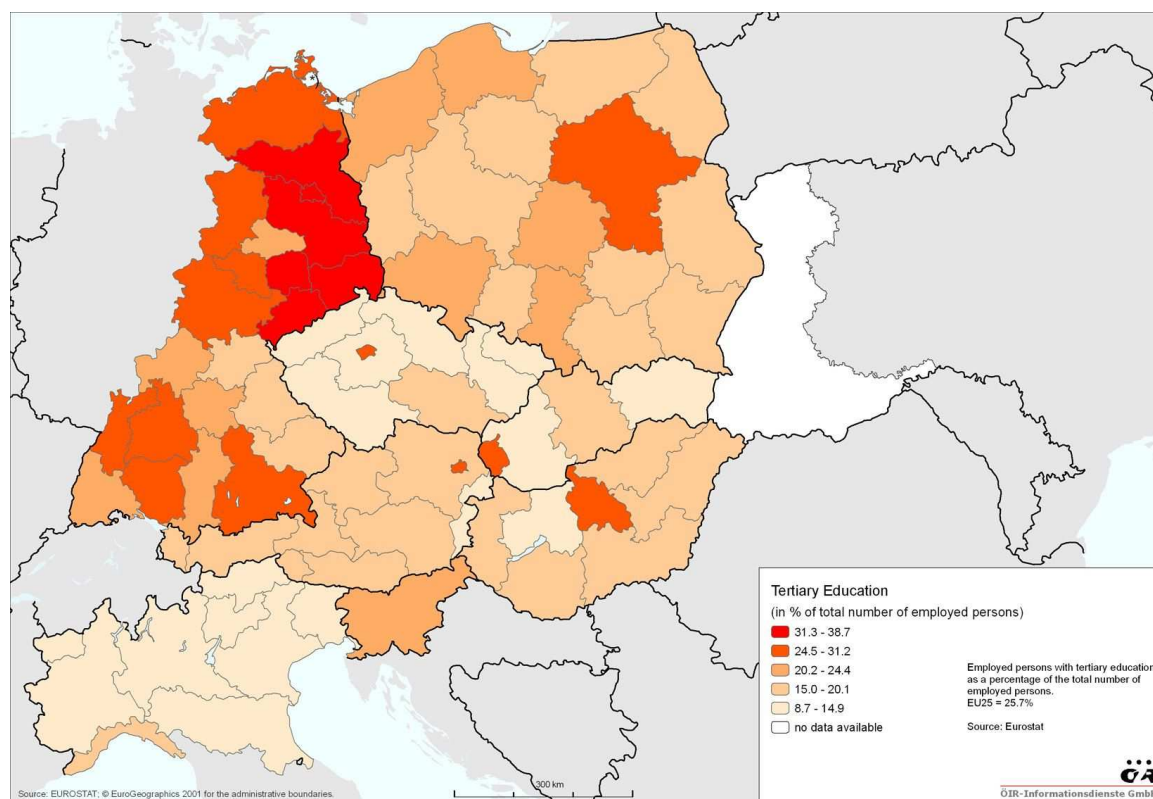 Tertiary Education
(in % of total number of employed persons)
31.3 - 38.7
24.5 - 31.2
20.2 - 24.4
15.0 - 20.1
8.7 - 14.9
no data available
Employed persons with tertiary education
as a percentage of the total number of
employed persons.
EU25 = 25.7%
Source: Eurostat
300 km
Source: EUROSTAT; © EuroGeographics 2001 for the administrative boundaries.
ÖIR
ÖIR-Informationsdienste GmbH